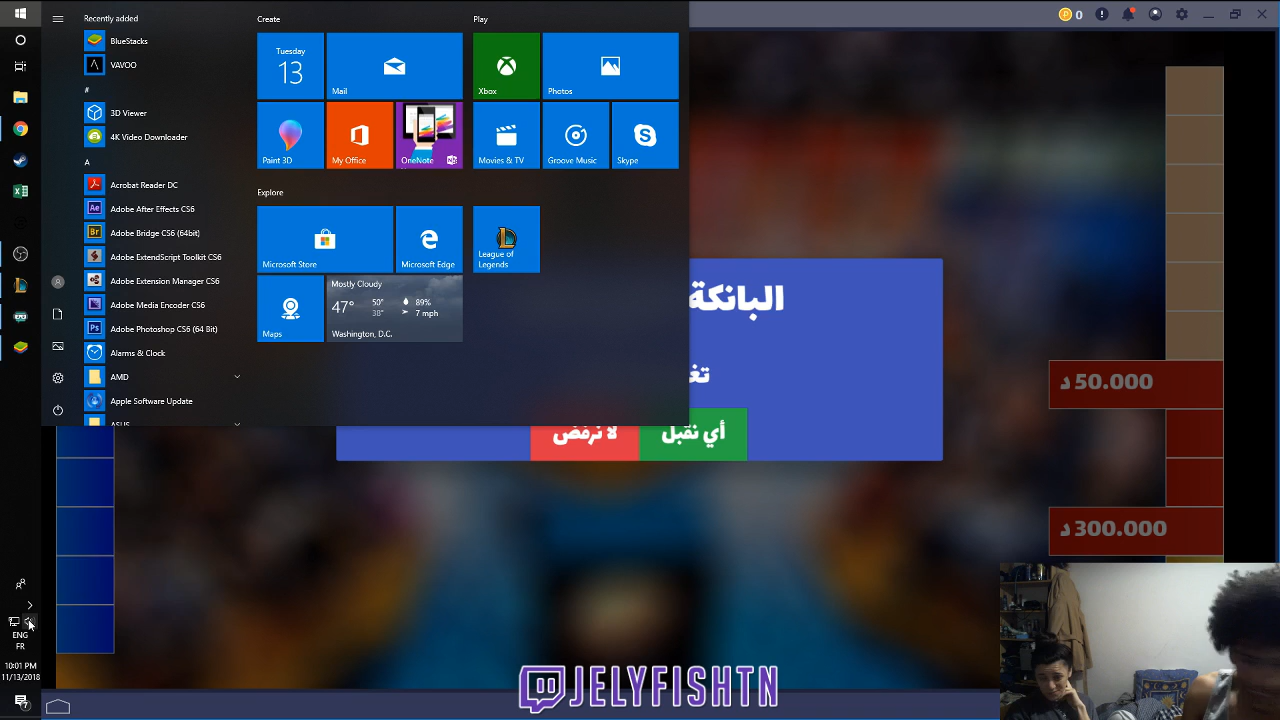 Recently added
BlueStacks
VAVOO
#
3D Viewer
4K Video Downloader
A
Acrobat Reader DC
Adobe After Effects CS6
Adobe Bridge CS6 (64bit)
Adobe ExtendScript Toolkit CS6
Adobe Extension Manager CS6
Adobe Media Encoder CS6
Adobe Photoshop CS6 (64 Bit)
Alarms & Clock
AMD
Apple Software Update
ASUS
Create
Tuesday
13
Mail
Paint 3D
My Office
OneNote
Play
Xbox
Photos
Movies & TV
Groove Music
Skype
Explore
Microsoft Store
Microsoft Edge
League of
Legends
Maps
Mostly Cloudy
47°
50°
38°
89%
7 mph
Washington, D.C.
0
البانكة
أي نقبل
لا نرفض
50.000 د
300.000 د
ENG
FR
10:01 PM
11/13/2018
JELYFISHTN